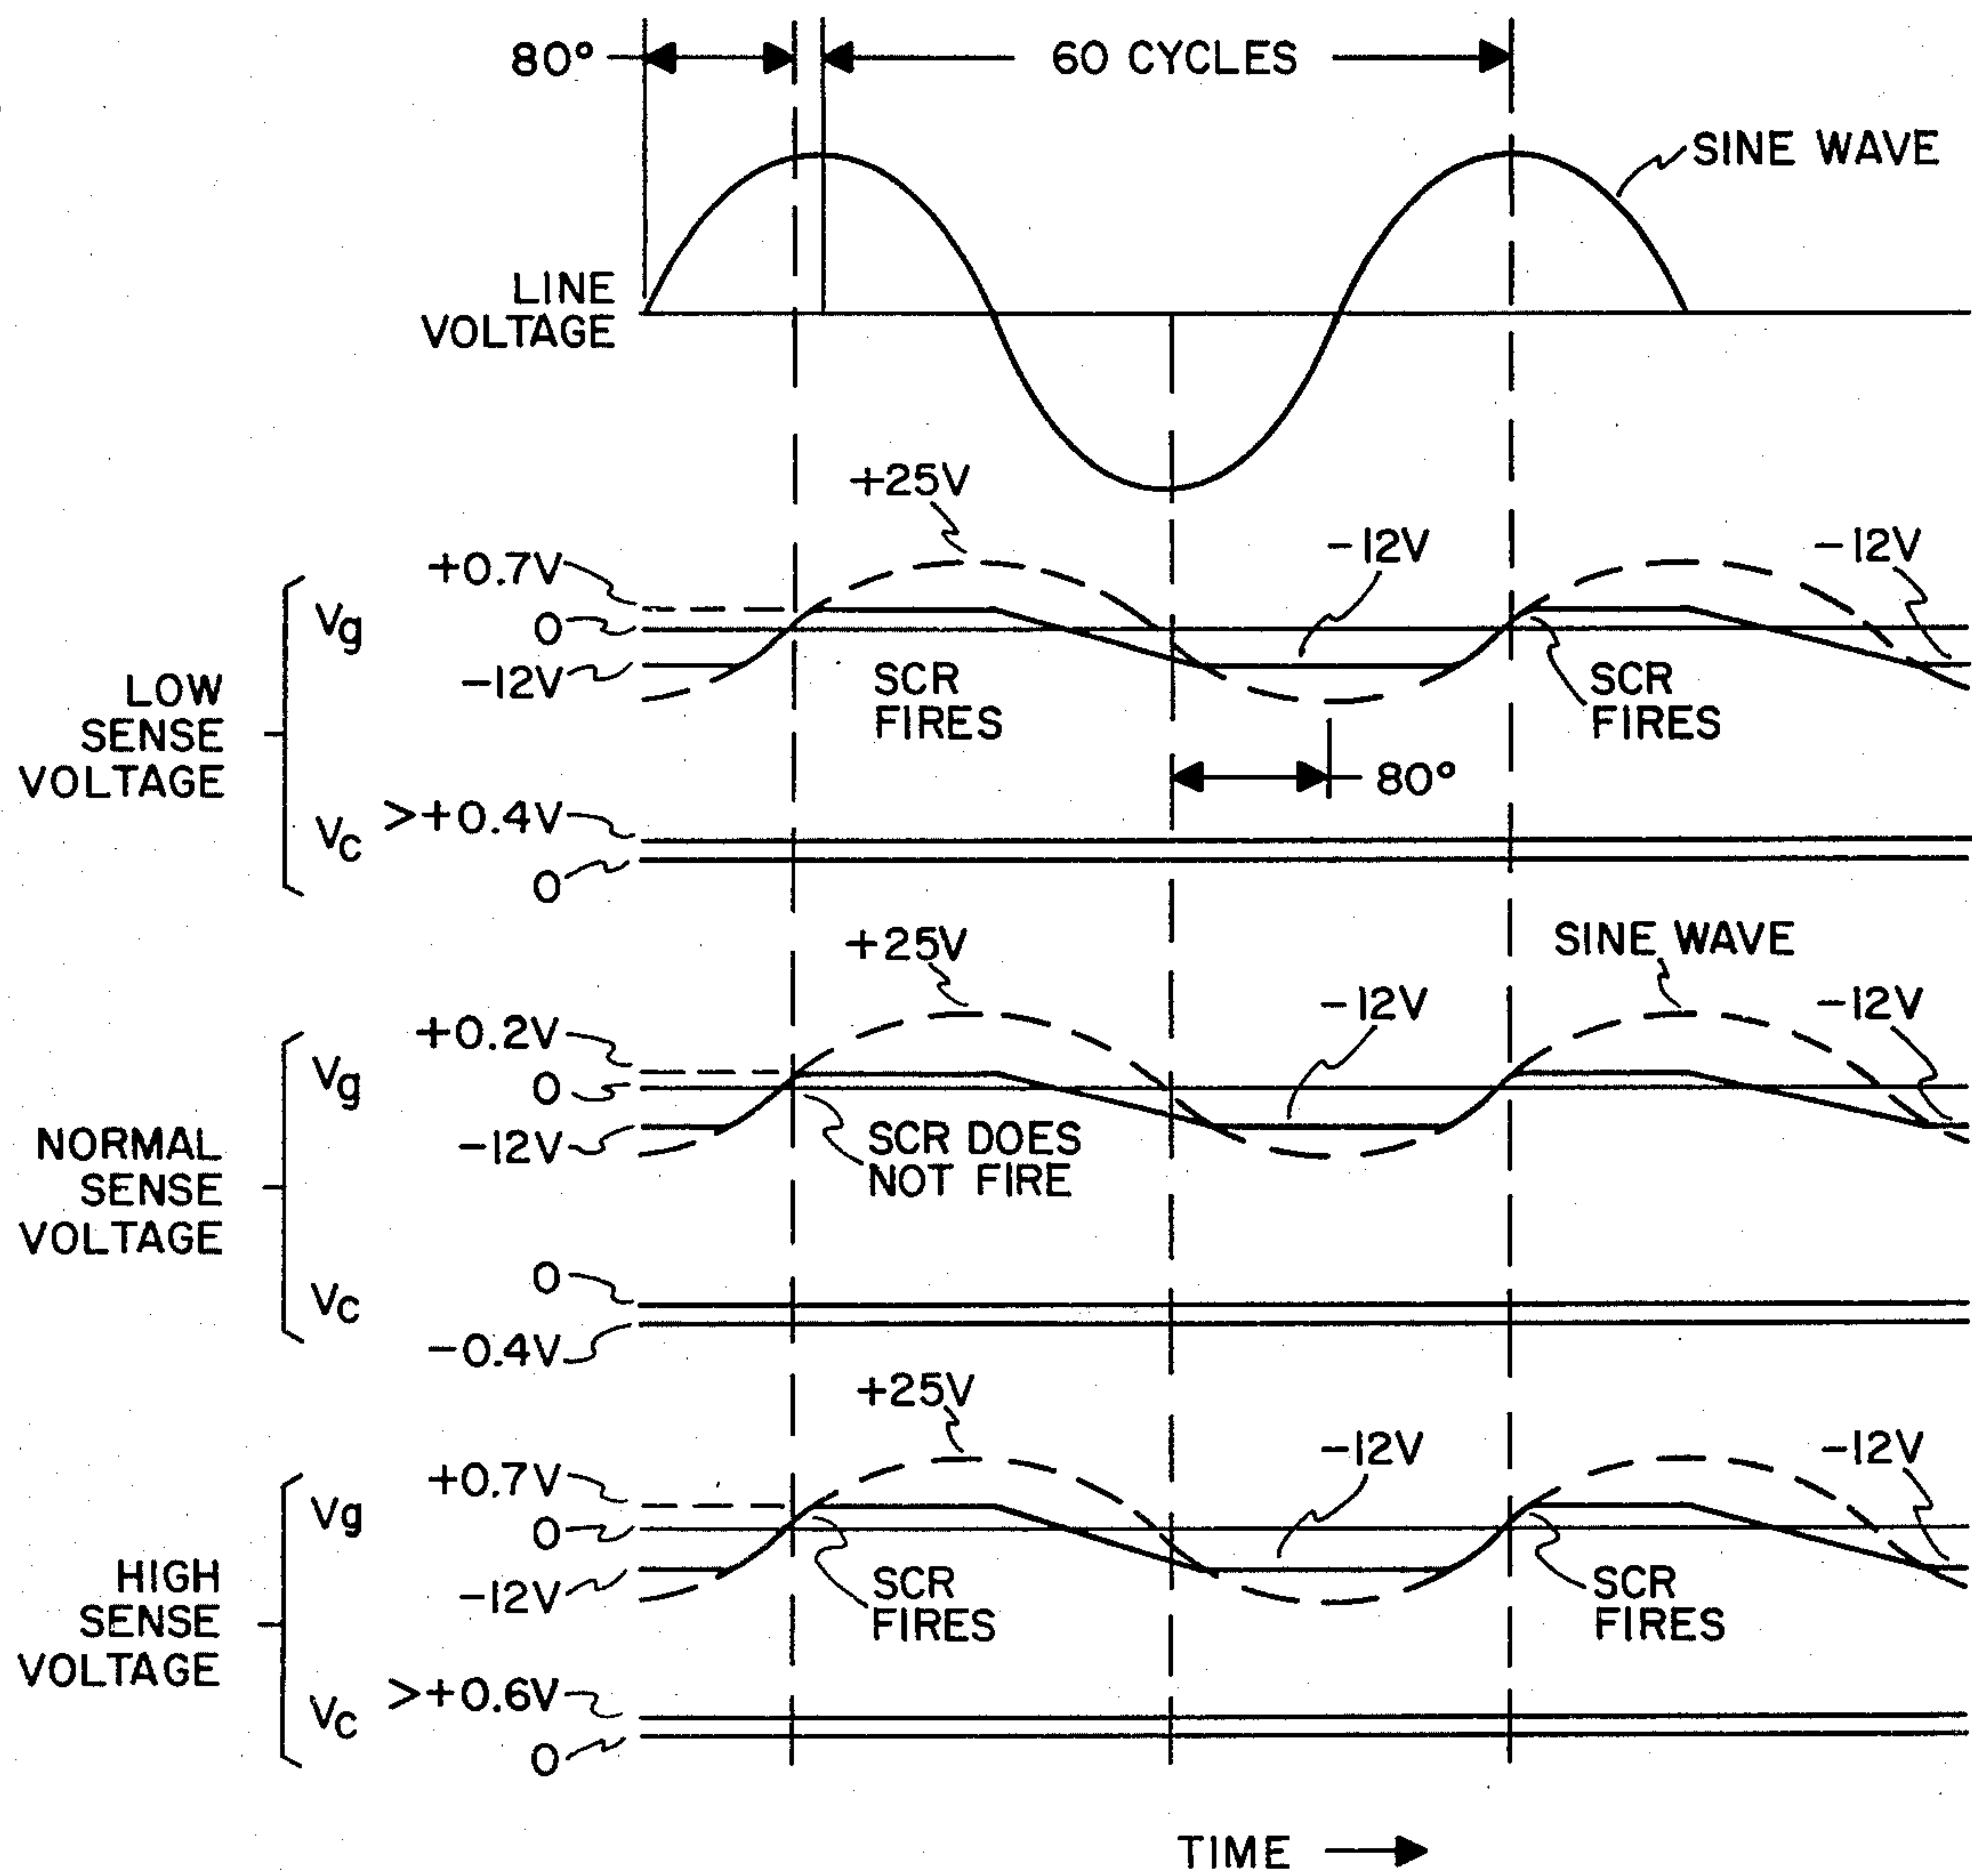 80°
60 CYCLES
SINE WAVE
LINE
VOLTAGE
+25V
-12V
-12V
+0.7V
Vg
0
-12V
SCR
FIRES
SCR
FIRES
LOW
SENSE
VOLTAGE
80°
Vc
>+0.4V
0
+25V
SINE WAVE
-12V
-12V
+0.2V
Vg
0
-12V
SCR DOES
NOT FIRE
NORMAL
SENSE
VOLTAGE
0
Vc
-0.4V
+25V
-12V
-12V
+0.7V
Vg
0
-12V
SCR
FIRES
SCR
FIRES
HIGH
SENSE
VOLTAGE
>+0.6V
Vc
0
TIME